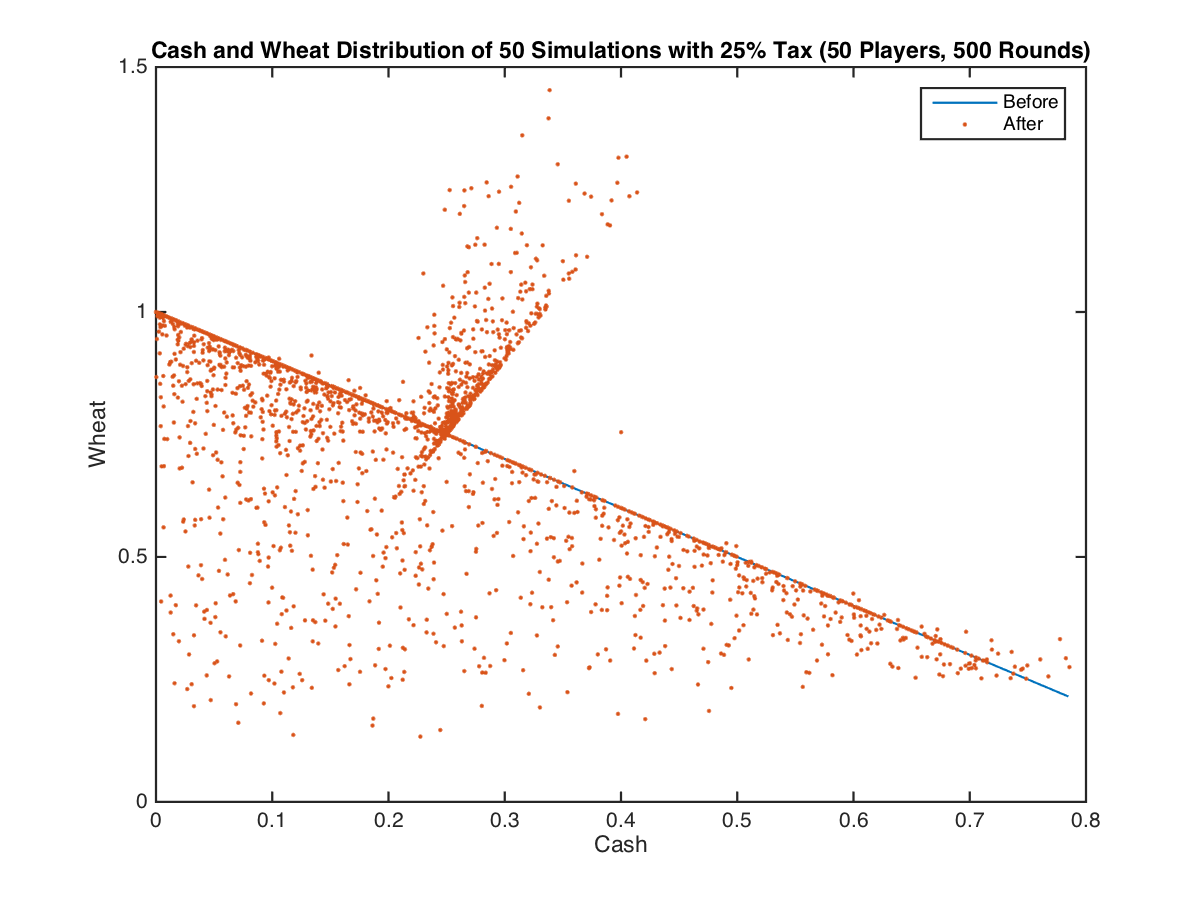 Cash and Wheat Distribution of 50 Simulations with 25% Tax (50 Players, 500 Rounds)
1.5
Before
After
1
Wheat
0.5
0
0
0.1
0.2
0.3
0.4
0.5
0.6
0.7
0.8
Cash